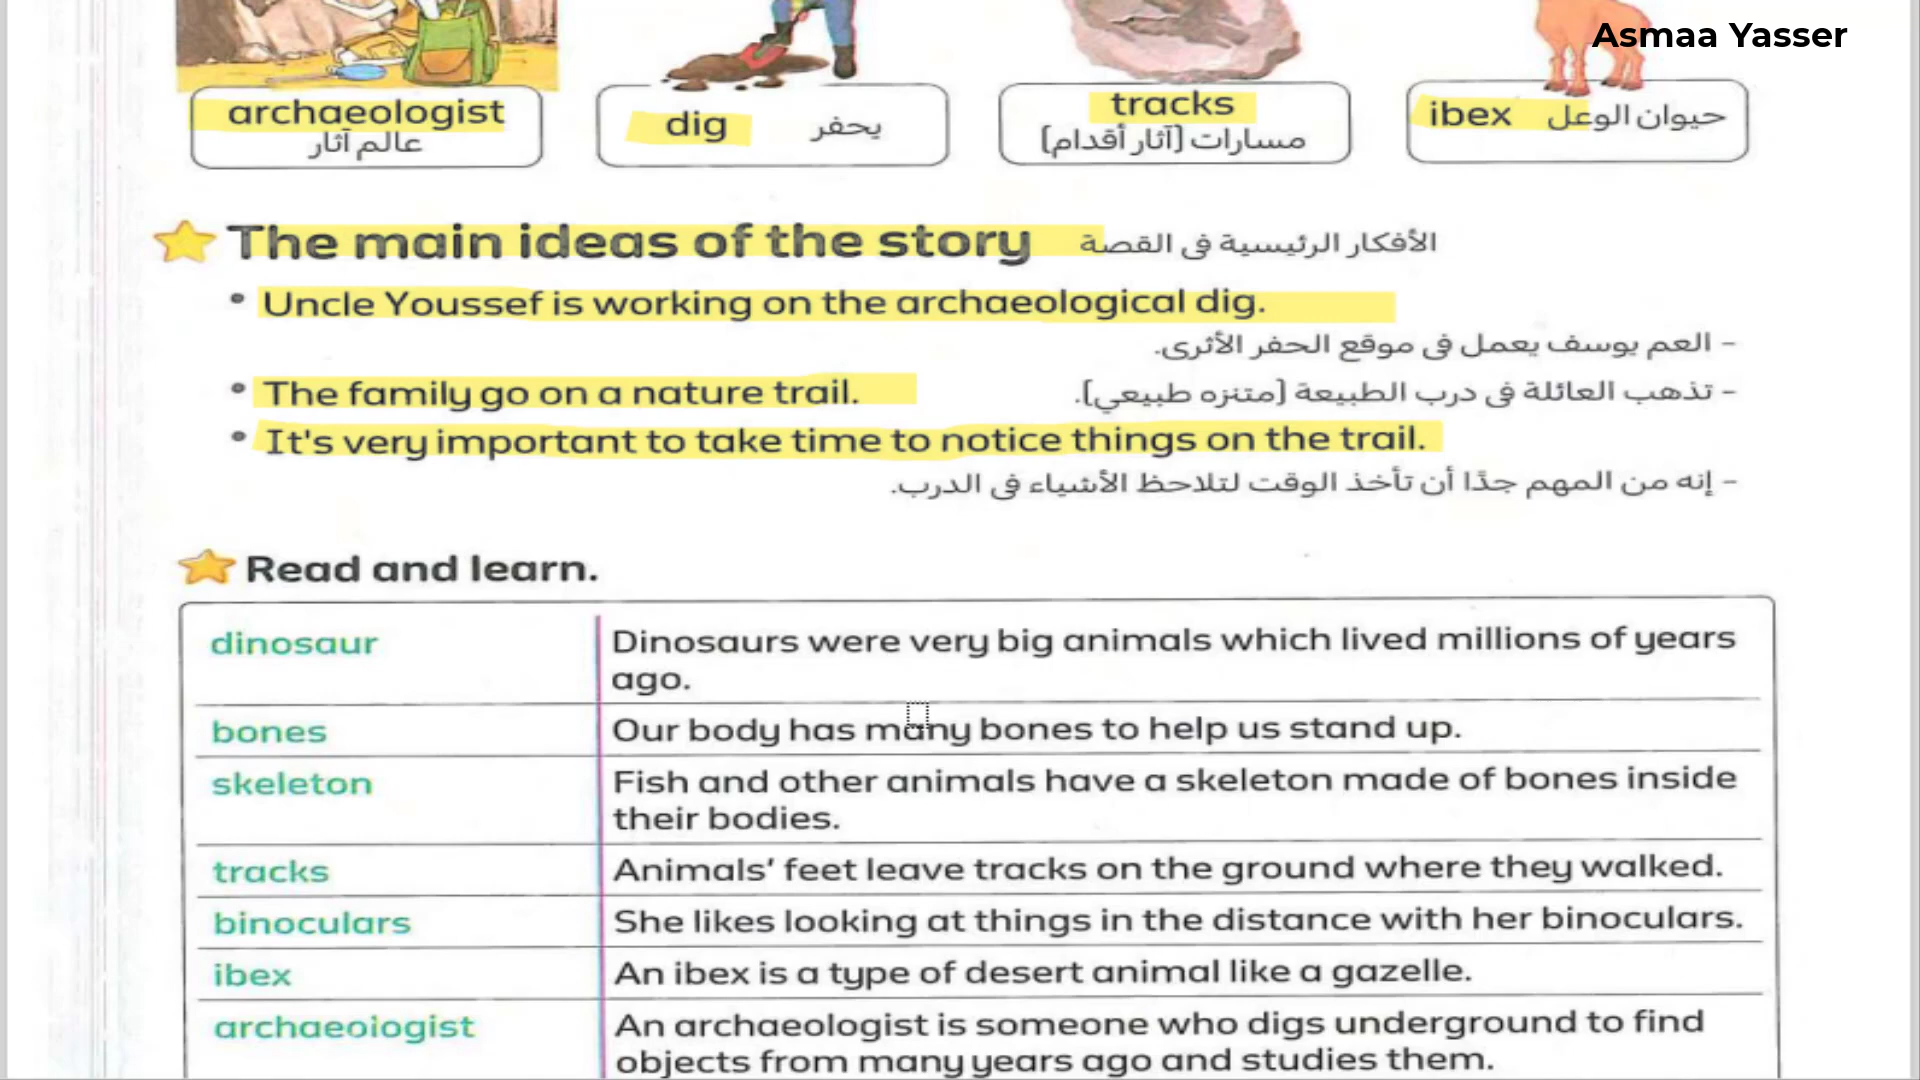 Asmaa Yasser
archaeologist
عالم آثار
dig يحفر
tracks
مسارات [آثار أقدام]
ibex حيوان الوعل
The main ideas of the story الأفكار الرئيسية فى القصة
• Uncle Youssef is working on the archaeological dig.
- العم يوسف يعمل فى موقع الحفر الأثرى.
• The family go on a nature trail. - تذهب العائلة فى درب الطبيعة [متنزه طبيعي].
• It's very important to take time to notice things on the trail.
- إنه من المهم جدًا أن تأخذ الوقت لتلاحظ الأشياء فى الدرب.
Read and learn.
dinosaur Dinosaurs were very big animals which lived millions of years
ago.
bones Our body has many bones to help us stand up.
skeleton Fish and other animals have a skeleton made of bones inside
their bodies.
tracks Animals' feet leave tracks on the ground where they walked.
binoculars She likes looking at things in the distance with her binoculars.
ibex An ibex is a type of desert animal like a gazelle.
archaeologist An archaeologist is someone who digs underground to find
objects from many years ago and studies them.